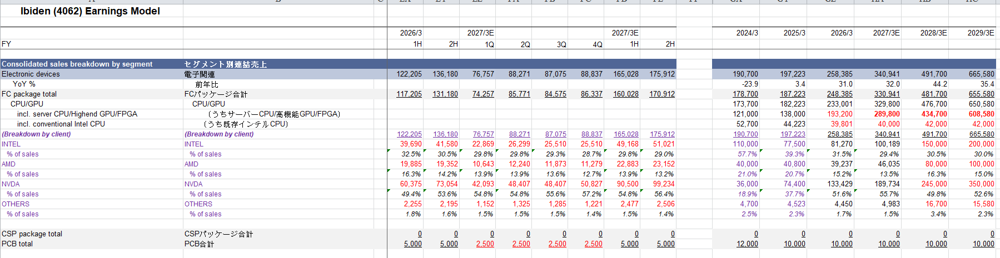 Ibiden (4062) Earnings Model
2026/3 2027/3E 2027/3E 2024/3 2025/3 2026/3 2027/3E 2028/3E 2029/3E
FY 1H 2H 1Q 2Q 3Q 4Q 1H 2H
Consolidated sales breakdown by segment セグメント別連結売上
Electronic devices 電子関連 122,205 136,180 76,757 88,271 87,075 88,837 165,028 175,912 190,700 197,223 258,385 340,941 491,700 665,580
YoY % 前年比 -23.9 3.4 31.0 32.0 44.2 35.4
FC package total FCパッケージ合計 117,205 131,180 74,257 85,771 84,575 86,337 160,028 170,912 178,700 187,223 248,385 330,941 481,700 655,580
CPU/GPU CPU/GPU 173,700 182,223 233,001 329,800 476,700 650,580
incl. server CPU/Highend GPU/FPGA （うちサーバーCPU/高機能GPU/FPGA） 121,000 138,000 193,200 289,800 434,700 608,580
incl. conventional Intel CPU （うち既存インテルCPU） 52,700 44,223 39,801 40,000 42,000 42,000
(Breakdown by client) (Breakdown by client) 122,205 136,180 76,757 88,271 87,075 88,837 165,028 175,912 190,700 197,223 258,385 340,941 491,700 665,580
INTEL INTEL 39,690 41,580 22,869 26,299 25,510 25,510 49,168 51,021 110,000 77,500 81,270 100,189 150,000 200,000
% of sales % of sales 32.5% 30.5% 29.8% 29.8% 29.3% 28.7% 29.8% 29.0% 57.7% 39.3% 31.5% 29.4% 30.5% 30.0%
AMD AMD 19,885 19,352 10,643 12,240 11,873 11,279 22,883 23,152 40,000 40,800 39,237 46,035 80,000 100,000
% of sales % of sales 16.3% 14.2% 13.9% 13.9% 13.6% 12.7% 13.9% 13.2% 21.0% 20.7% 15.2% 13.5% 16.3% 15.0%
NVDA NVDA 60,375 73,054 42,093 48,407 48,407 50,827 90,500 99,234 36,000 74,400 133,429 189,734 245,000 350,000
% of sales % of sales 49.4% 53.6% 54.8% 54.8% 55.6% 57.2% 54.8% 56.4% 18.9% 37.7% 51.6% 55.7% 49.8% 52.6%
OTHERS OTHERS 2,255 2,195 1,152 1,325 1,285 1,221 2,477 2,506 4,700 4,523 4,450 4,983 16,700 15,580
% of sales % of sales 1.8% 1.6% 1.5% 1.5% 1.5% 1.4% 1.5% 1.4% 2.5% 2.3% 1.7% 1.5% 3.4% 2.3%
CSP package total CSPパッケージ合計 0 0 0 0 0 0 0 0 0 0 0 0 0 0
PCB total PCB合計 5,000 5,000 2,500 2,500 2,500 2,500 5,000 5,000 12,000 10,000 10,000 10,000 10,000 10,000